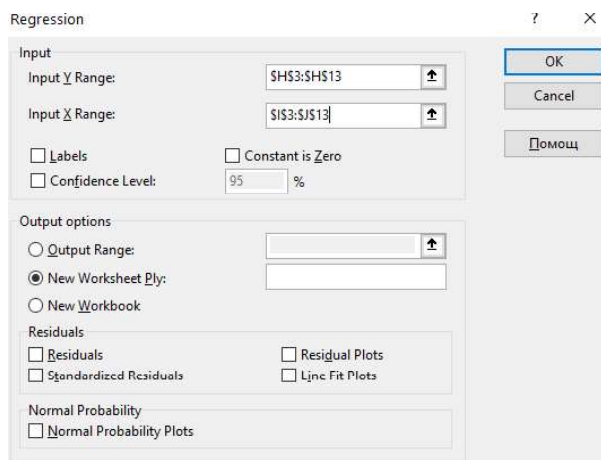 Regression ? X
Input
Input Y Range: $H$3:$H$13
Input X Range: $I$3:$J$13
Labels Constant is Zero
Confidence Level: 95 %
OK
Cancel
Помощ
Output options
Output Range:
New Worksheet Ply:
New Workbook
Residuals
Residuals Residual Plots
Standardized Residuals Line Fit Plots
Normal Probability
Normal Probability Plots